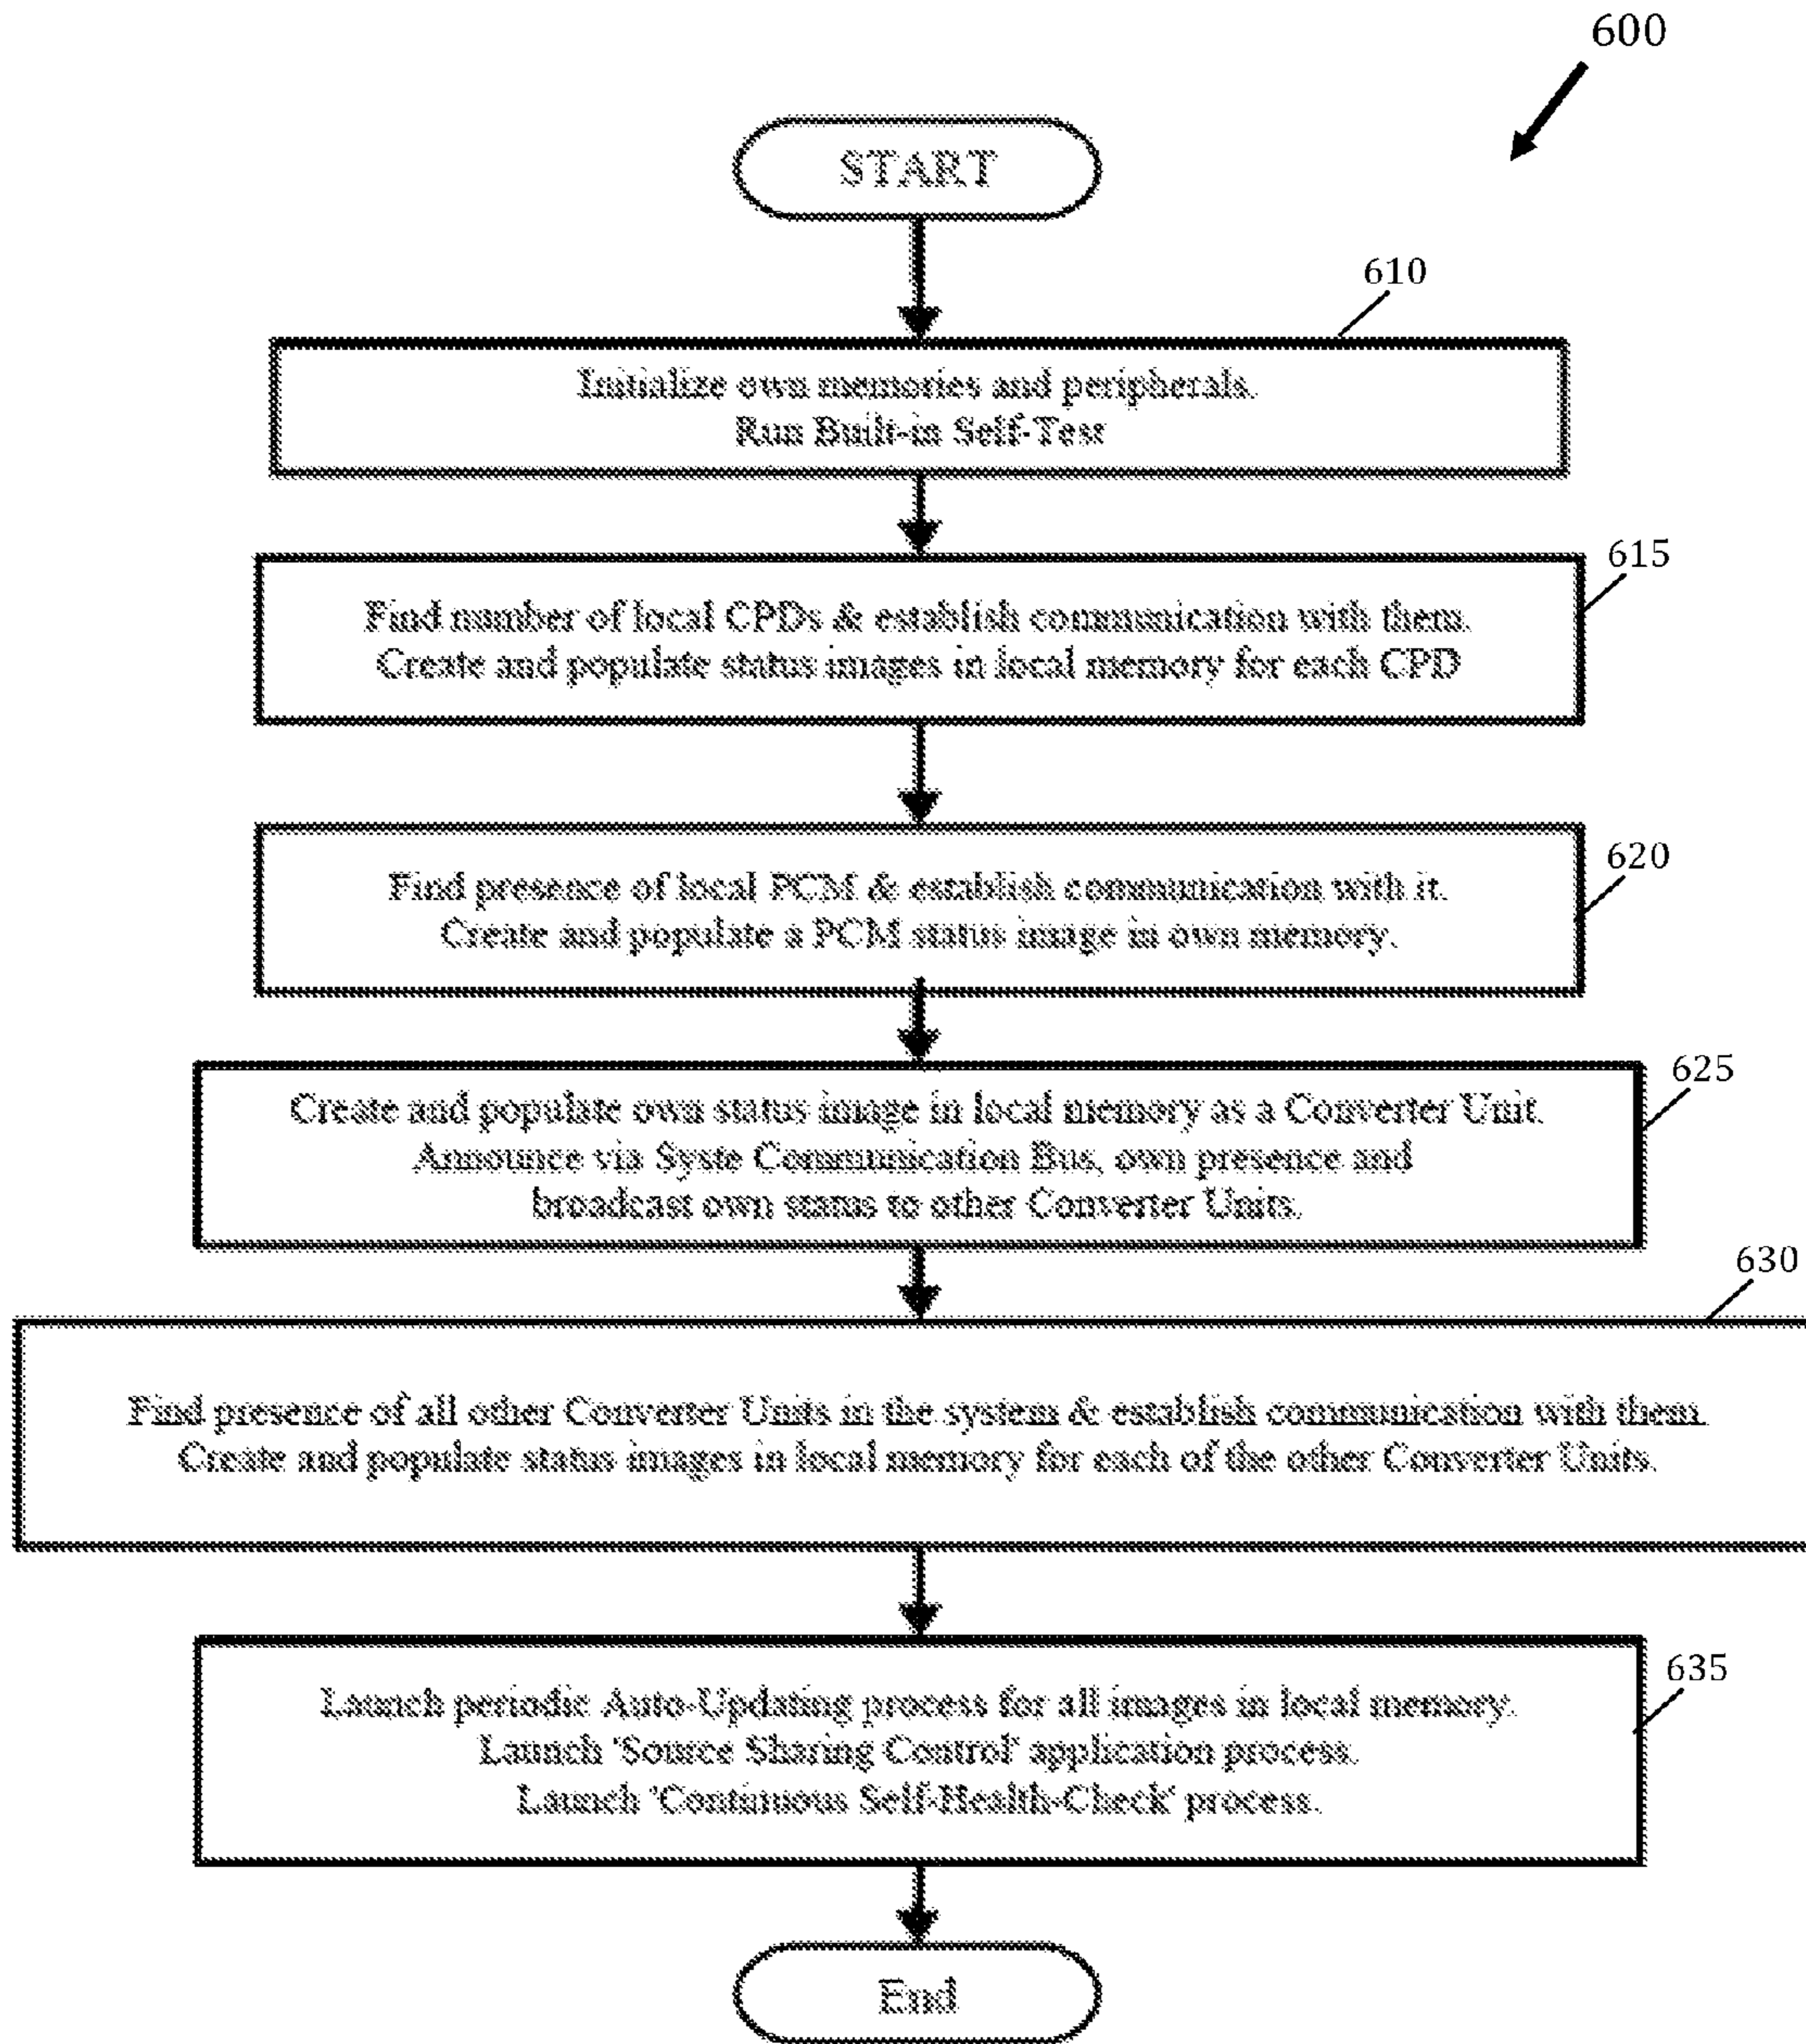 600
START
610
Initialize own memories and peripherals.
Run Built-in Self-Test
615
Find number of local CPDs & establish communication with them.
Create and populate status images in local memory for each CPD
620
Find presence of local PCM & establish communication with it.
Create and populate a PCM status image in own memory.
625
Create and populate own status image in local memory as a Converter Unit.
Announce via Syste Communication Bus, own presence and
broadcast own status to other Converter Units.
630
Find presence of all other Converter Units in the system & establish communication with them.
Create and populate status images in local memory for each of the other Converter Units.
635
Launch periodic Auto-Updating process for all images in local memory.
Launch 'Source Sharing Control' application process.
Launch 'Continuous Self-Health-Check' process.
End